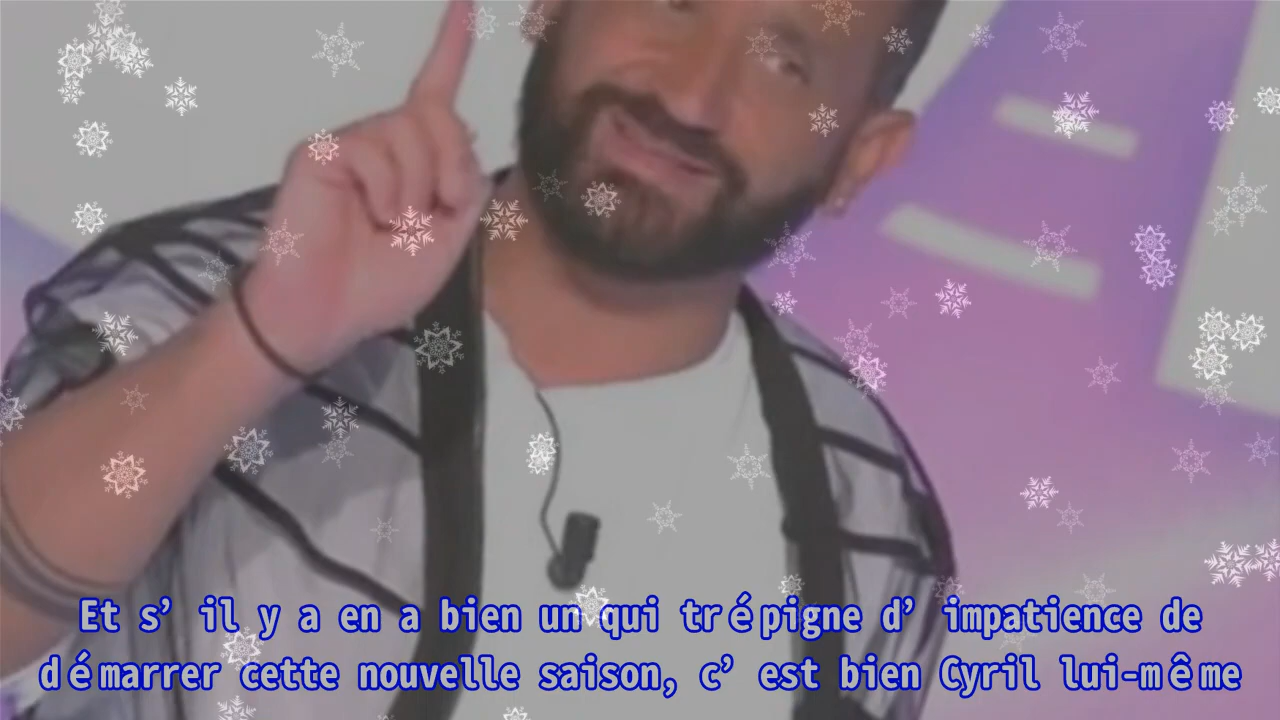 Et s’ il y a en a bien un qui trépigne d’ impatience de
démarrer cette nouvelle saison, c’ est bien Cyril lui-même